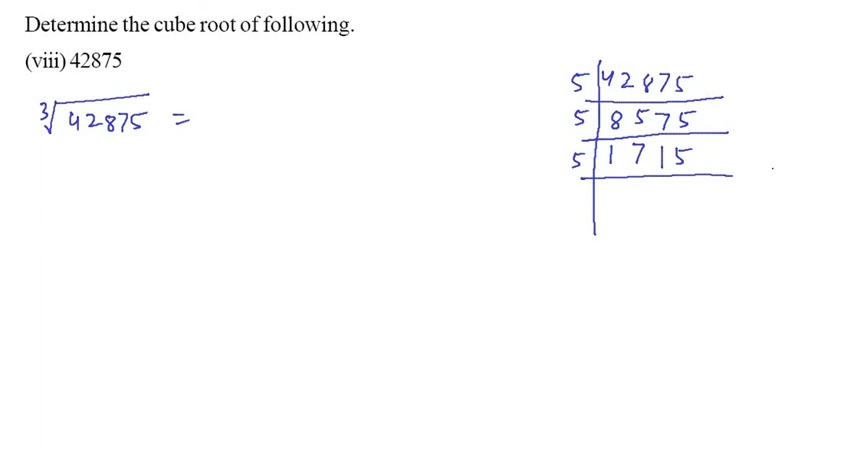 Determine the cube root of following.
(viii) 42875
∛42875 =
5 | 42875
5 | 8575
5 | 1715